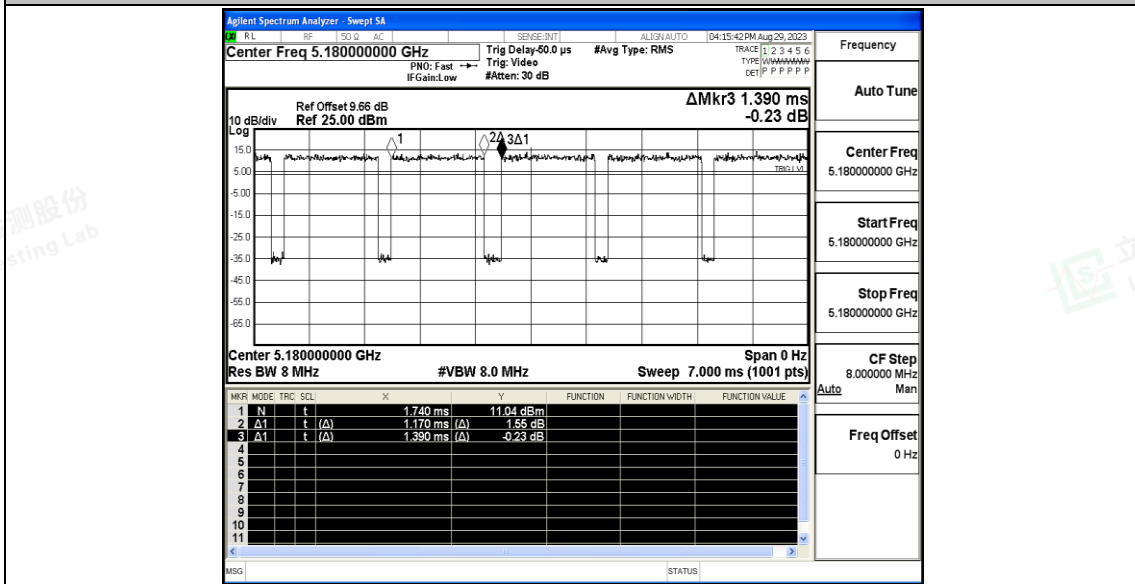 Agilent Spectrum Analyzer - Swept SA
RL RF 50 Ω AC SENSE:INT ALIGN AUTO 04:15:42 PM Aug 29, 2023
Center Freq 5.180000000 GHz
PNO: Fast
IFGain:Low
Trig Delay-50.0 µs
Trig: Video
#Atten: 30 dB
#Avg Type: RMS
TRACE 1 2 3 4 5 6
TYPE
DET P P P P P P
ΔMkr3 1.390 ms
-0.23 dB
Ref Offset 9.66 dB
10 dB/div Ref 25.00 dBm
Log
1
2Δ
3Δ1
15.0
5.00
TRIG LVL
-5.00
-15.0
-25.0
-35.0
-45.0
-55.0
-65.0
Center 5.180000000 GHz Span 0 Hz
Res BW 8 MHz #VBW 8.0 MHz Sweep 7.000 ms (1001 pts)
MKR MODE TRC SCL X Y FUNCTION FUNCTION WIDTH FUNCTION VALUE
1 N t 1.740 ms 11.04 dBm
2 Δ1 t (Δ) 1.170 ms (Δ) 1.55 dB
3 Δ1 t (Δ) 1.390 ms (Δ) -0.23 dB
4
5
6
7
8
9
10
11
MSG STATUS
Frequency
Auto Tune
Center Freq
5.180000000 GHz
Start Freq
5.180000000 GHz
Stop Freq
5.180000000 GHz
CF Step
8.000000 MHz
Auto Man
Freq Offset
0 Hz
测股份
sting Lab
立